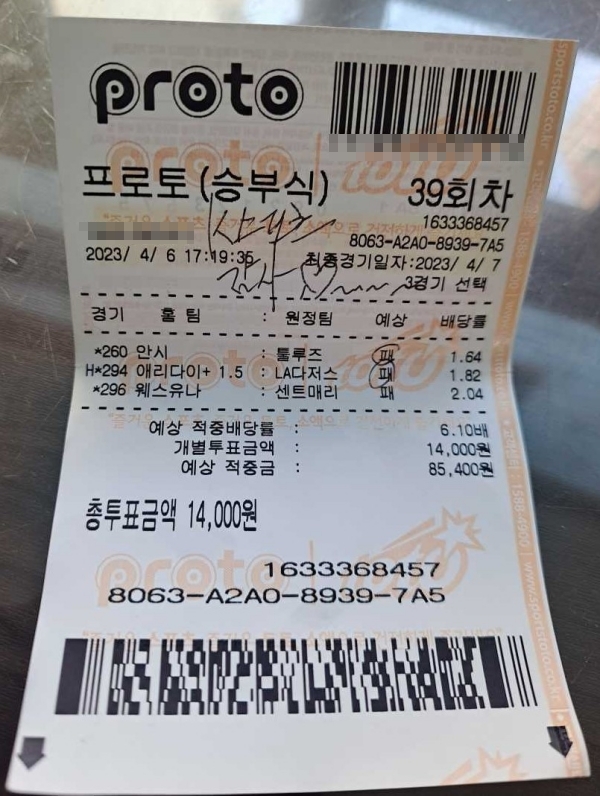 proto
프로토 (승부식) 39회차
1633368457
8063-A2A0-8939-7A5
2023/ 4/ 6 17:19:35 최종경기일자:2023/ 4/ 7
감사
3경기 선택
경기 홈 팀 : 원정팀 예상 배당률
*260 안시 : 툴루즈 패 1.64
H*294 애리다이+ 1.5 : LA다저스 패 1.82
*296 웨스유나 : 센트매리 패 2.04
예상 적중배당률 : 6.10배
개별투표금액 : 14,000원
예상 적중금 : 85,400원
총투표금액 14,000원
1633368457
8063-A2A0-8939-7A5